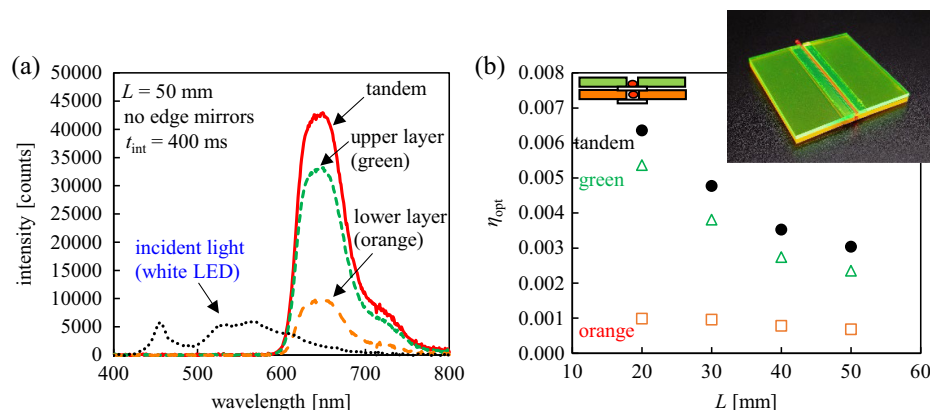 (a)
50000
45000
40000
35000
30000
25000
20000
15000
10000
5000
0
intensity [counts]
400
500
600
700
800
wavelength [nm]
L = 50 mm
no edge mirrors
t_int = 400 ms
tandem
upper layer
(green)
lower layer
(orange)
incident light
(white LED)
(b)
0.008
0.007
0.006
0.005
0.004
0.003
0.002
0.001
0.000
η_opt
10
20
30
40
50
60
L [mm]
tandem
green
orange